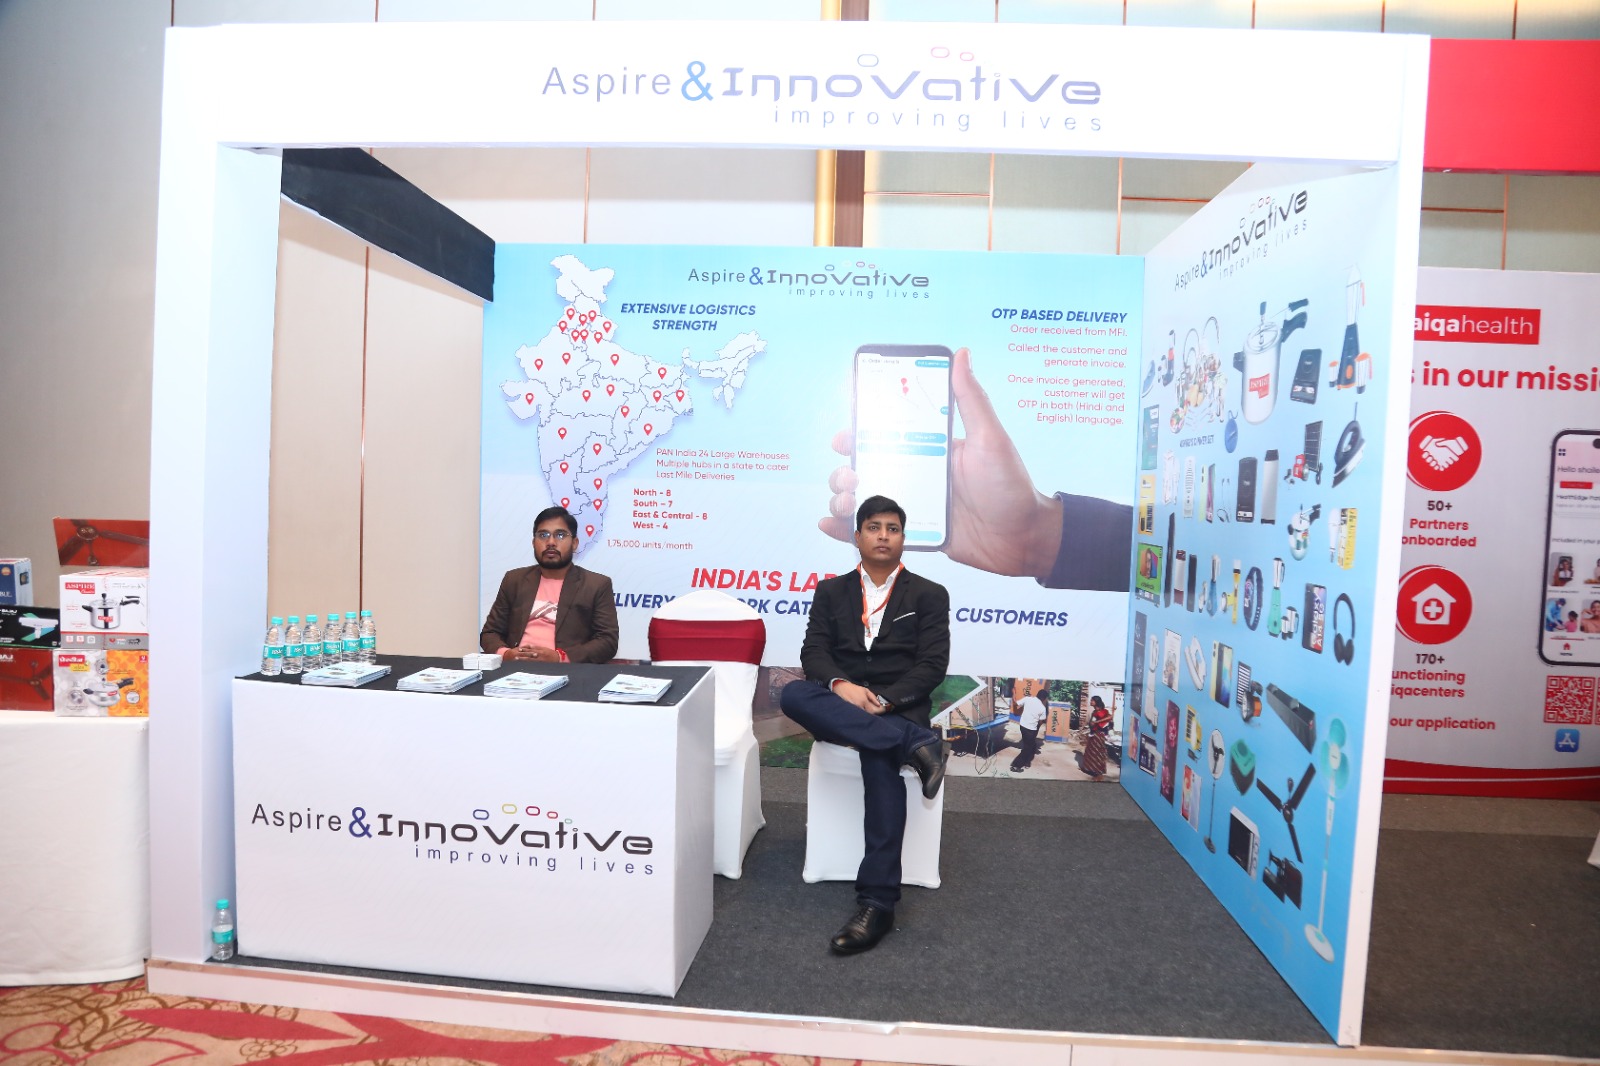 Aspire & Innovative
improving lives
Aspire & Innovative
improving lives
EXTENSIVE LOGISTICS
STRENGTH
PAN India 24 Large Warehouses
Multiple hubs in a state to cater
Last Mile Deliveries
North - 8
South - 7
East & Central - 8
West - 4
1,75,000 units/month
OTP BASED DELIVERY
Order received from MFI.
Called the customer and
generate invoice.
Once invoice generated,
customer will get
OTP in both (Hindi and
English) language.
INDIA'S
CUSTOMERS
Aspire & Innovative
improving lives
Aspire & Innovative
improving lives
aiqahealth
in our missi
50+
Partners
onboarded
170+
unctioning
iqacenters
our application